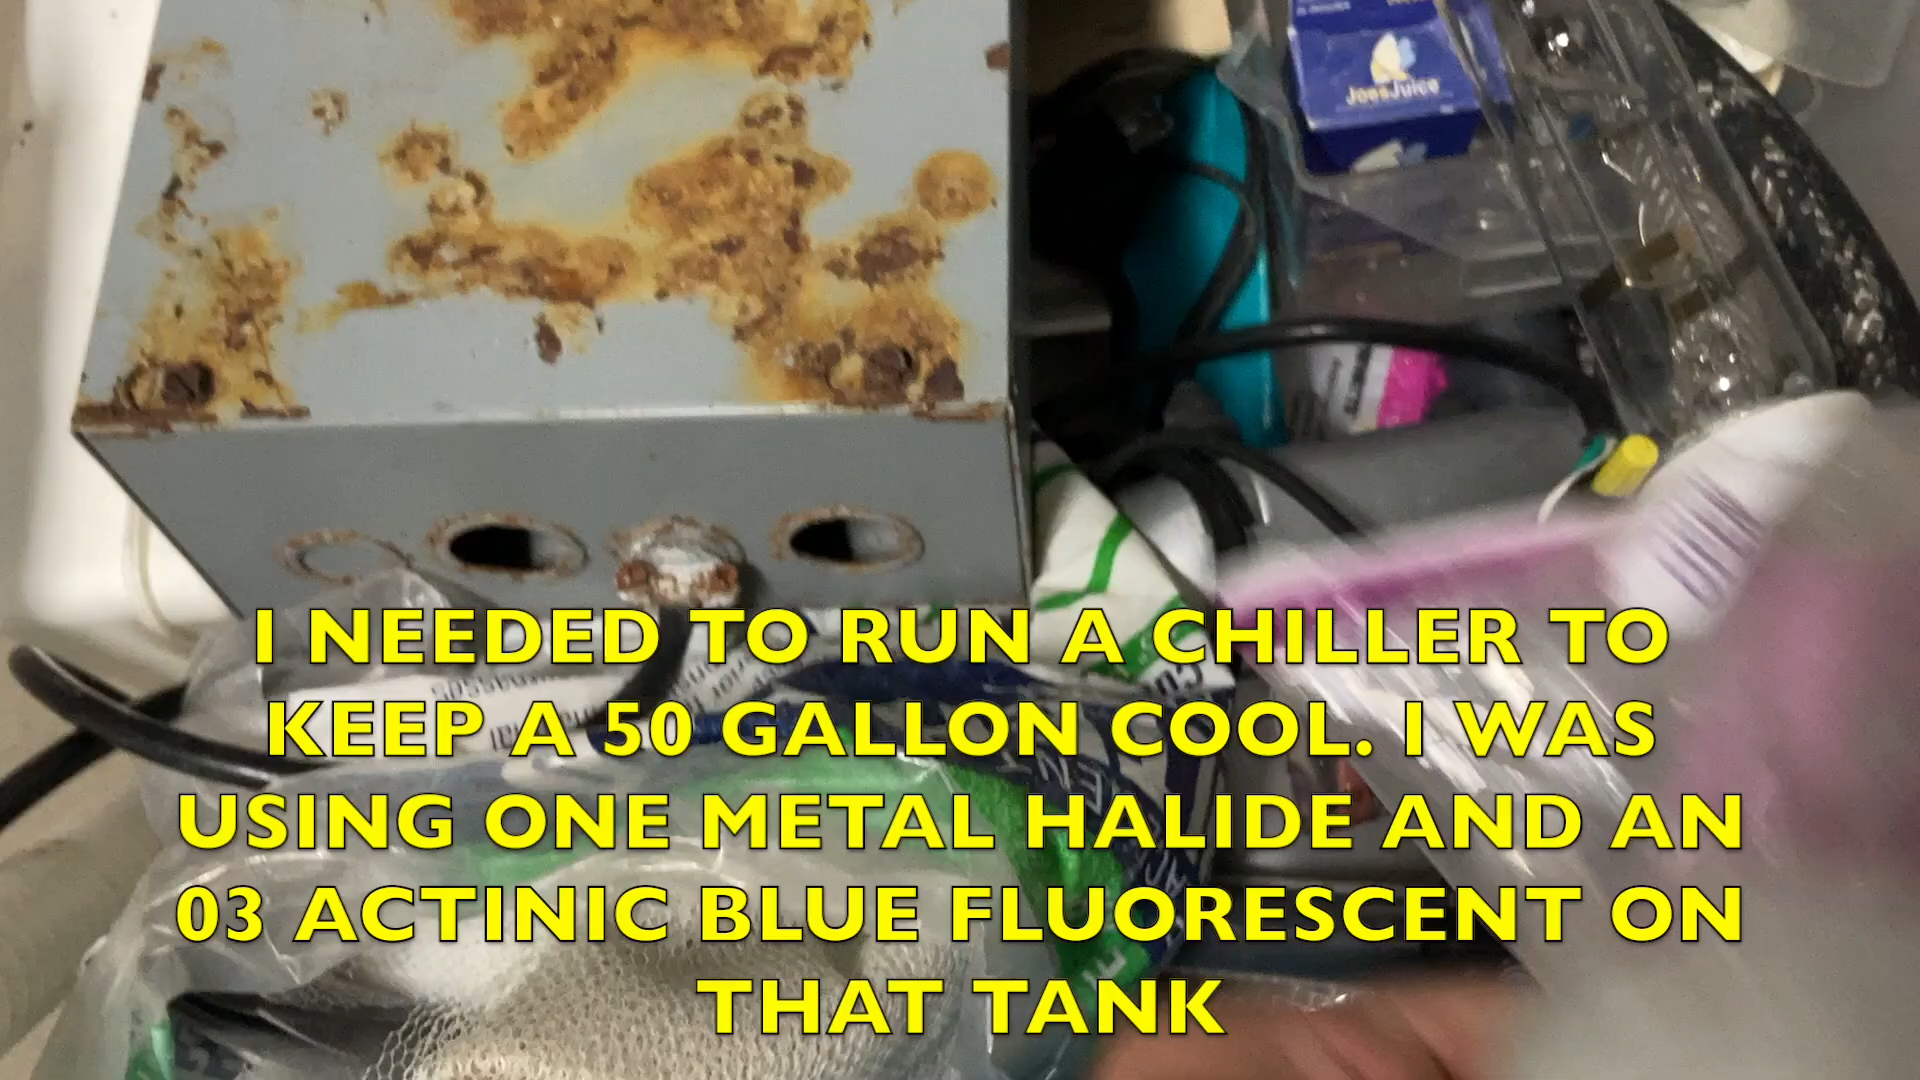 JoesJuice
I NEEDED TO RUN A CHILLER TO
KEEP A 50 GALLON COOL. I WAS
USING ONE METAL HALIDE AND AN
03 ACTINIC BLUE FLUORESCENT ON
THAT TANK